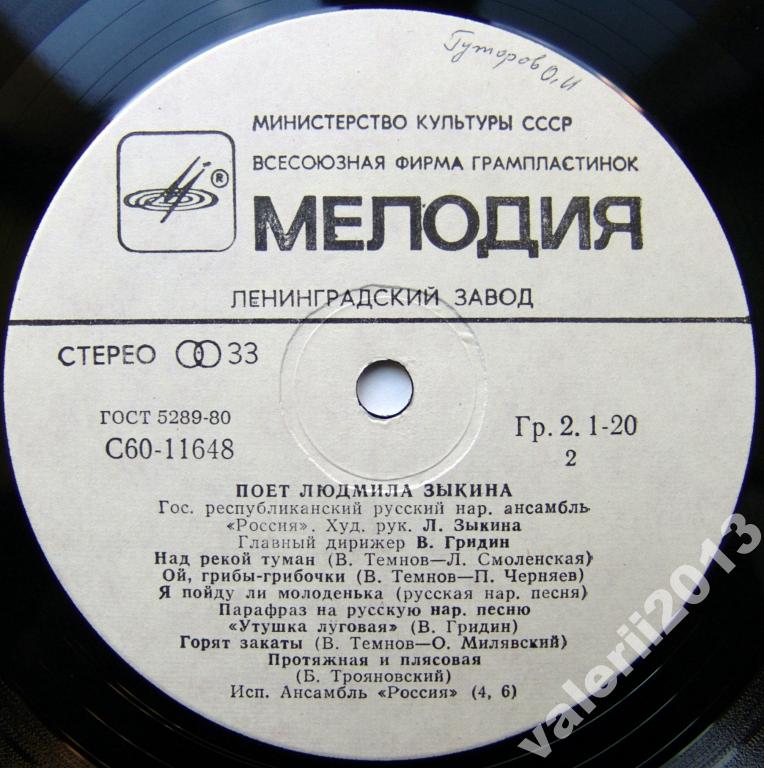 Гуторов О.И
МИНИСТЕРСТВО КУЛЬТУРЫ СССР
ВСЕСОЮЗНАЯ ФИРМА ГРАМПЛАСТИНОК
®
МЕЛОДИЯ
ЛЕНИНГРАДСКИЙ ЗАВОД
СТЕРЕО 33
ГОСТ 5289-80
С60-11648
Гр. 2. 1-20
2
ПОЕТ ЛЮДМИЛА ЗЫКИНА
Гос. республиканский русский нар. ансамбль
«Россия». Худ. рук. Л. Зыкина
Главный дирижер В. Гридин
Над рекой туман (В. Темнов—Л. Смоленская)
Ой, грибы-грибочки (В. Темнов—П. Черняев)
Я пойду ли молоденька (русская нар. песня)
Парафраз на русскую нар. песню
«Утушка луговая» (В. Гридин)
Горят закаты (В. Темнов—О. Милявский)
Протяжная и плясовая
(Б. Трояновский)
Исп. Ансамбль «Россия» (4, 6)
valerii2013